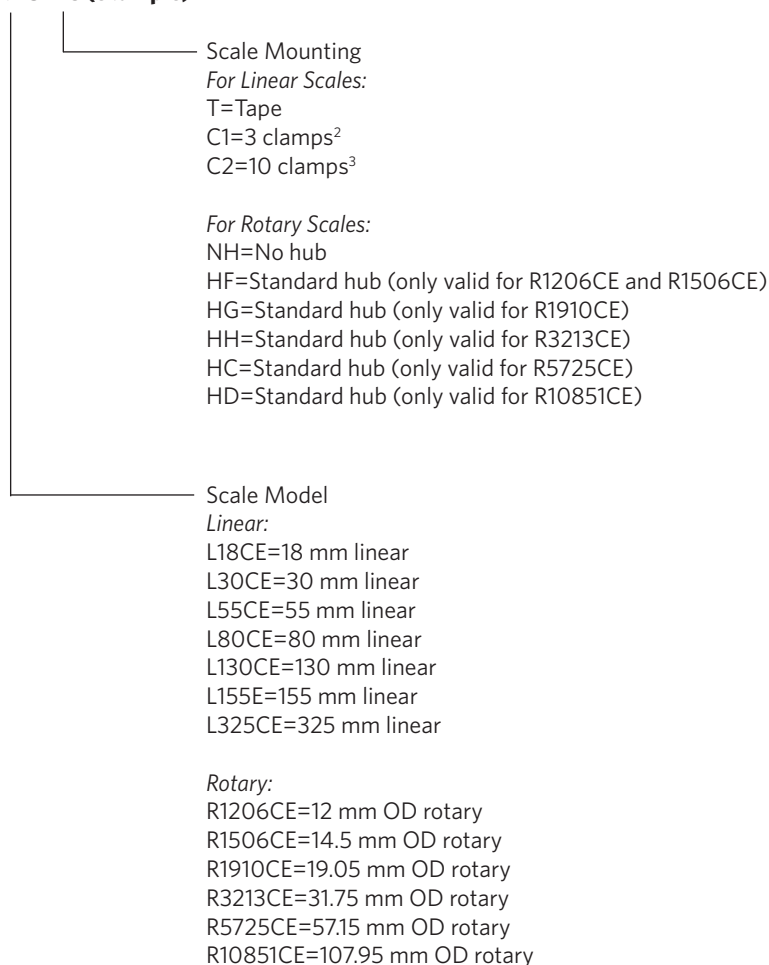 Scale Mounting
For Linear Scales:
T=Tape
C1=3 clamps²
C2=10 clamps³
For Rotary Scales:
NH=No hub
HF=Standard hub (only valid for R1206CE and R1506CE)
HG=Standard hub (only valid for R1910CE)
HH=Standard hub (only valid for R3213CE)
HC=Standard hub (only valid for R5725CE)
HD=Standard hub (only valid for R10851CE)
Scale Model
Linear:
L18CE=18 mm linear
L30CE=30 mm linear
L55CE=55 mm linear
L80CE=80 mm linear
L130CE=130 mm linear
L155E=155 mm linear
L325CE=325 mm linear
Rotary:
R1206CE=12 mm OD rotary
R1506CE=14.5 mm OD rotary
R1910CE=19.05 mm OD rotary
R3213CE=31.75 mm OD rotary
R5725CE=57.15 mm OD rotary
R10851CE=107.95 mm OD rotary